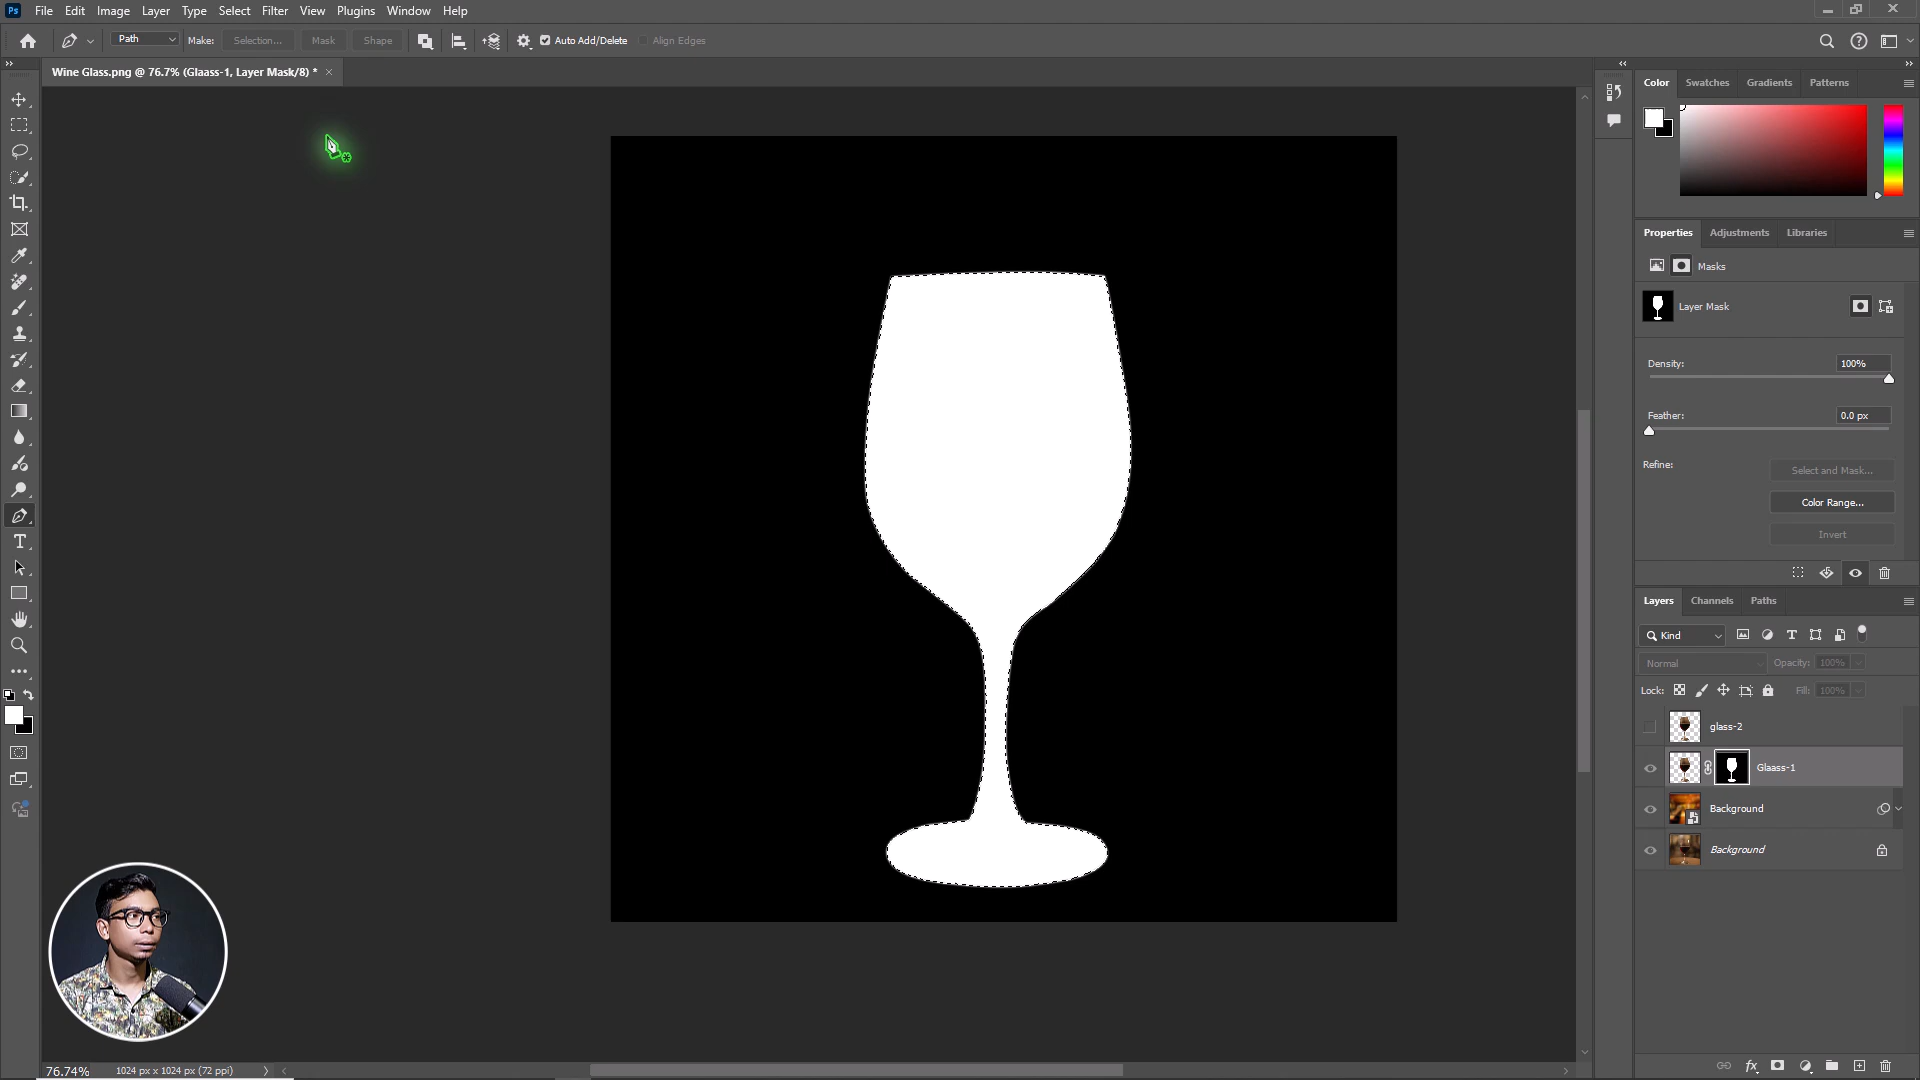 Ps File Edit Image Layer Type Select Filter View Plugins Window Help
Path Make: Selection... Mask Shape Auto Add/Delete Align Edges
Wine Glass.png @ 76.7% (Glaass-1, Layer Mask/8) * ×
Color Swatches Gradients Patterns
Properties Adjustments Libraries
Masks
Layer Mask
Density: 100%
Feather: 0.0 px
Refine: Select and Mask...
Color Range...
Invert
Layers Channels Paths
Kind
Normal Opacity: 100%
Lock: Fill: 100%
glass-2
Glaass-1
Background
Background
76.74% 1024 px x 1024 px (72 ppi)